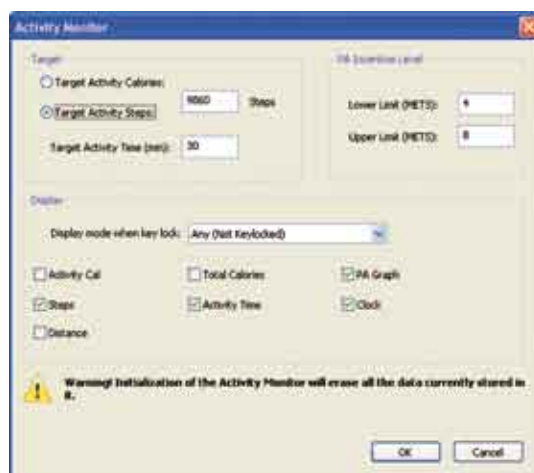 Activity Monitor
Target
Target Activity Calories:
Target Activity Steps:
9860 Steps
Target Activity Time (min): 30
PA Exertion Level
Lower Limit (METS): 4
Upper Limit (METS): 8
Display
Display mode when key lock: Any (Not Keylocked)
Activity Cal
Total Calories
PA Graph
Steps
Activity Time
Clock
Distance
Warning! Initialization of the Activity Monitor will erase all the data currently stored in
it.
OK
Cancel